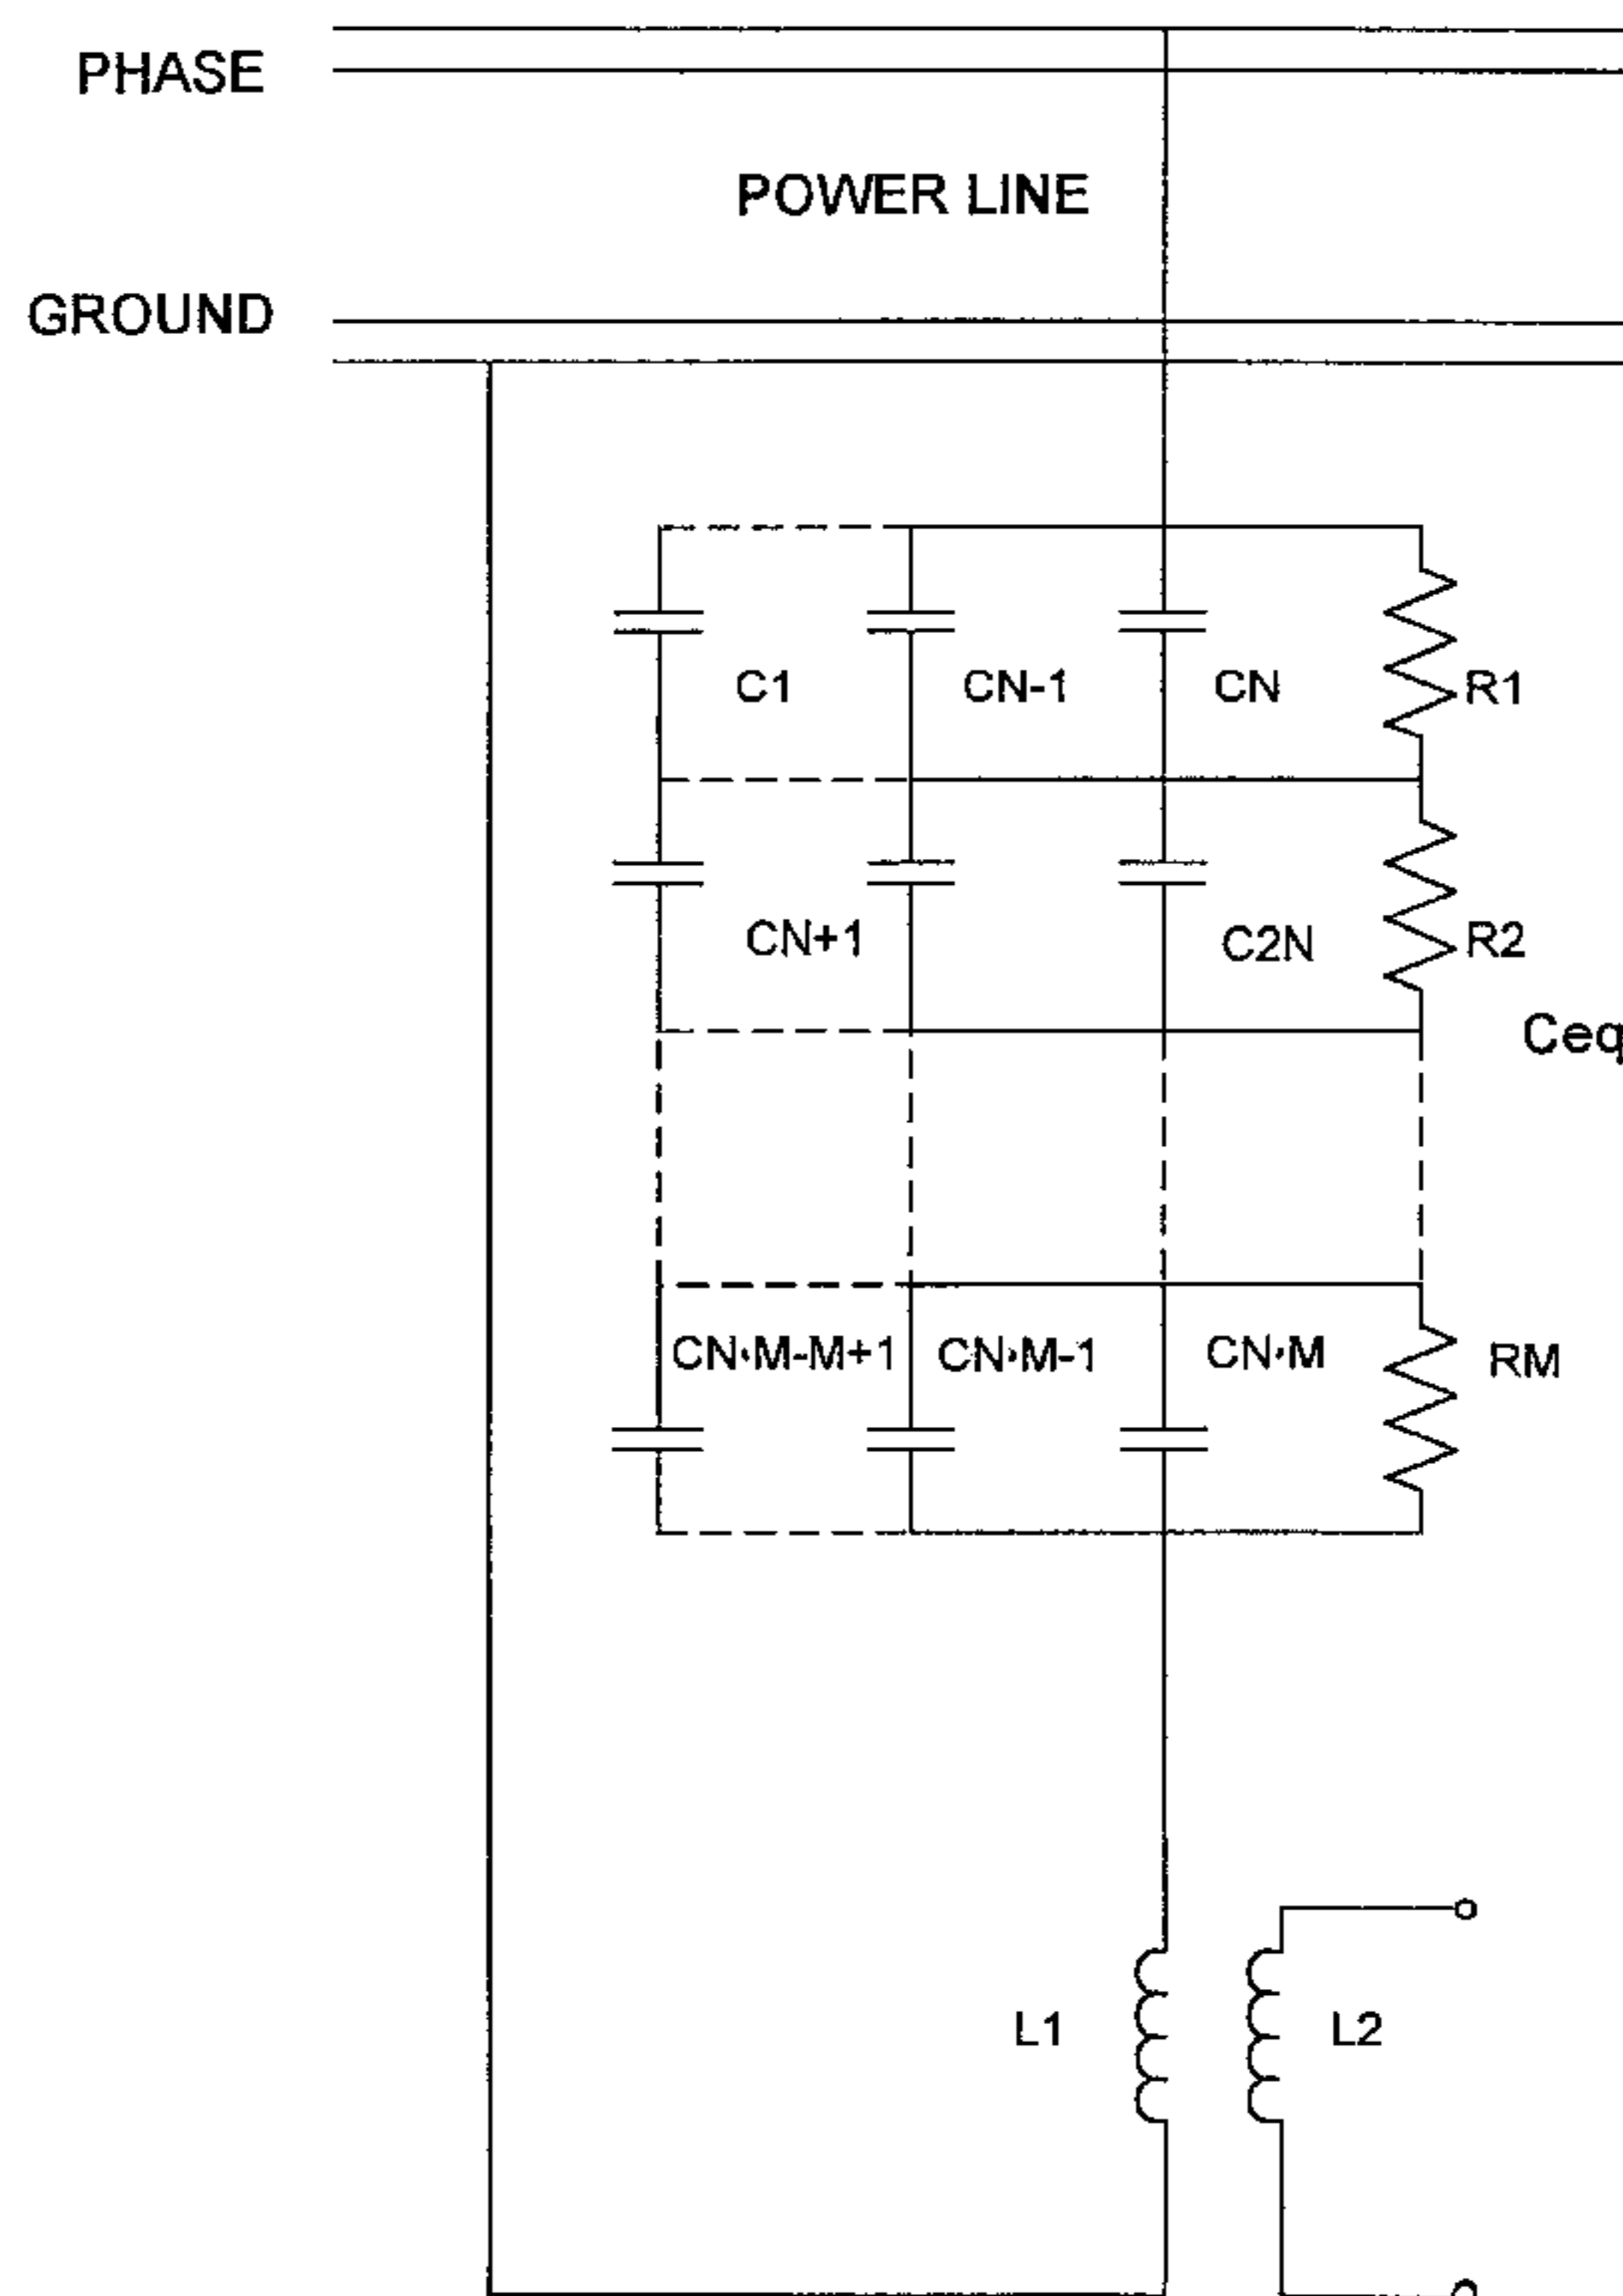 PHASE
POWER LINE
GROUND
C1 CN-1 CN R1
CN+1 C2N R2
Ceq
CN·M-M+1 CN·M-1 CN·M RM
L1 L2